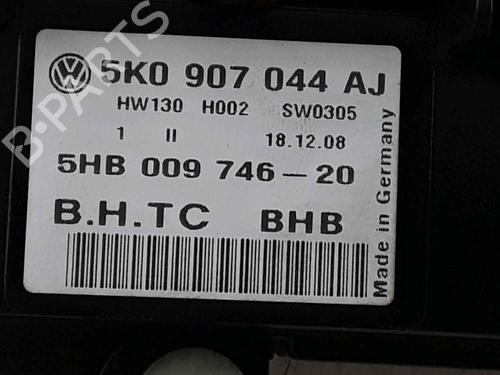 5K0 907 044 AJ
HW130 H002 SW0305
1 II 18.12.08
5HB 009 746-20
B.H.TC BHB
Made in Germany
B-PARTS